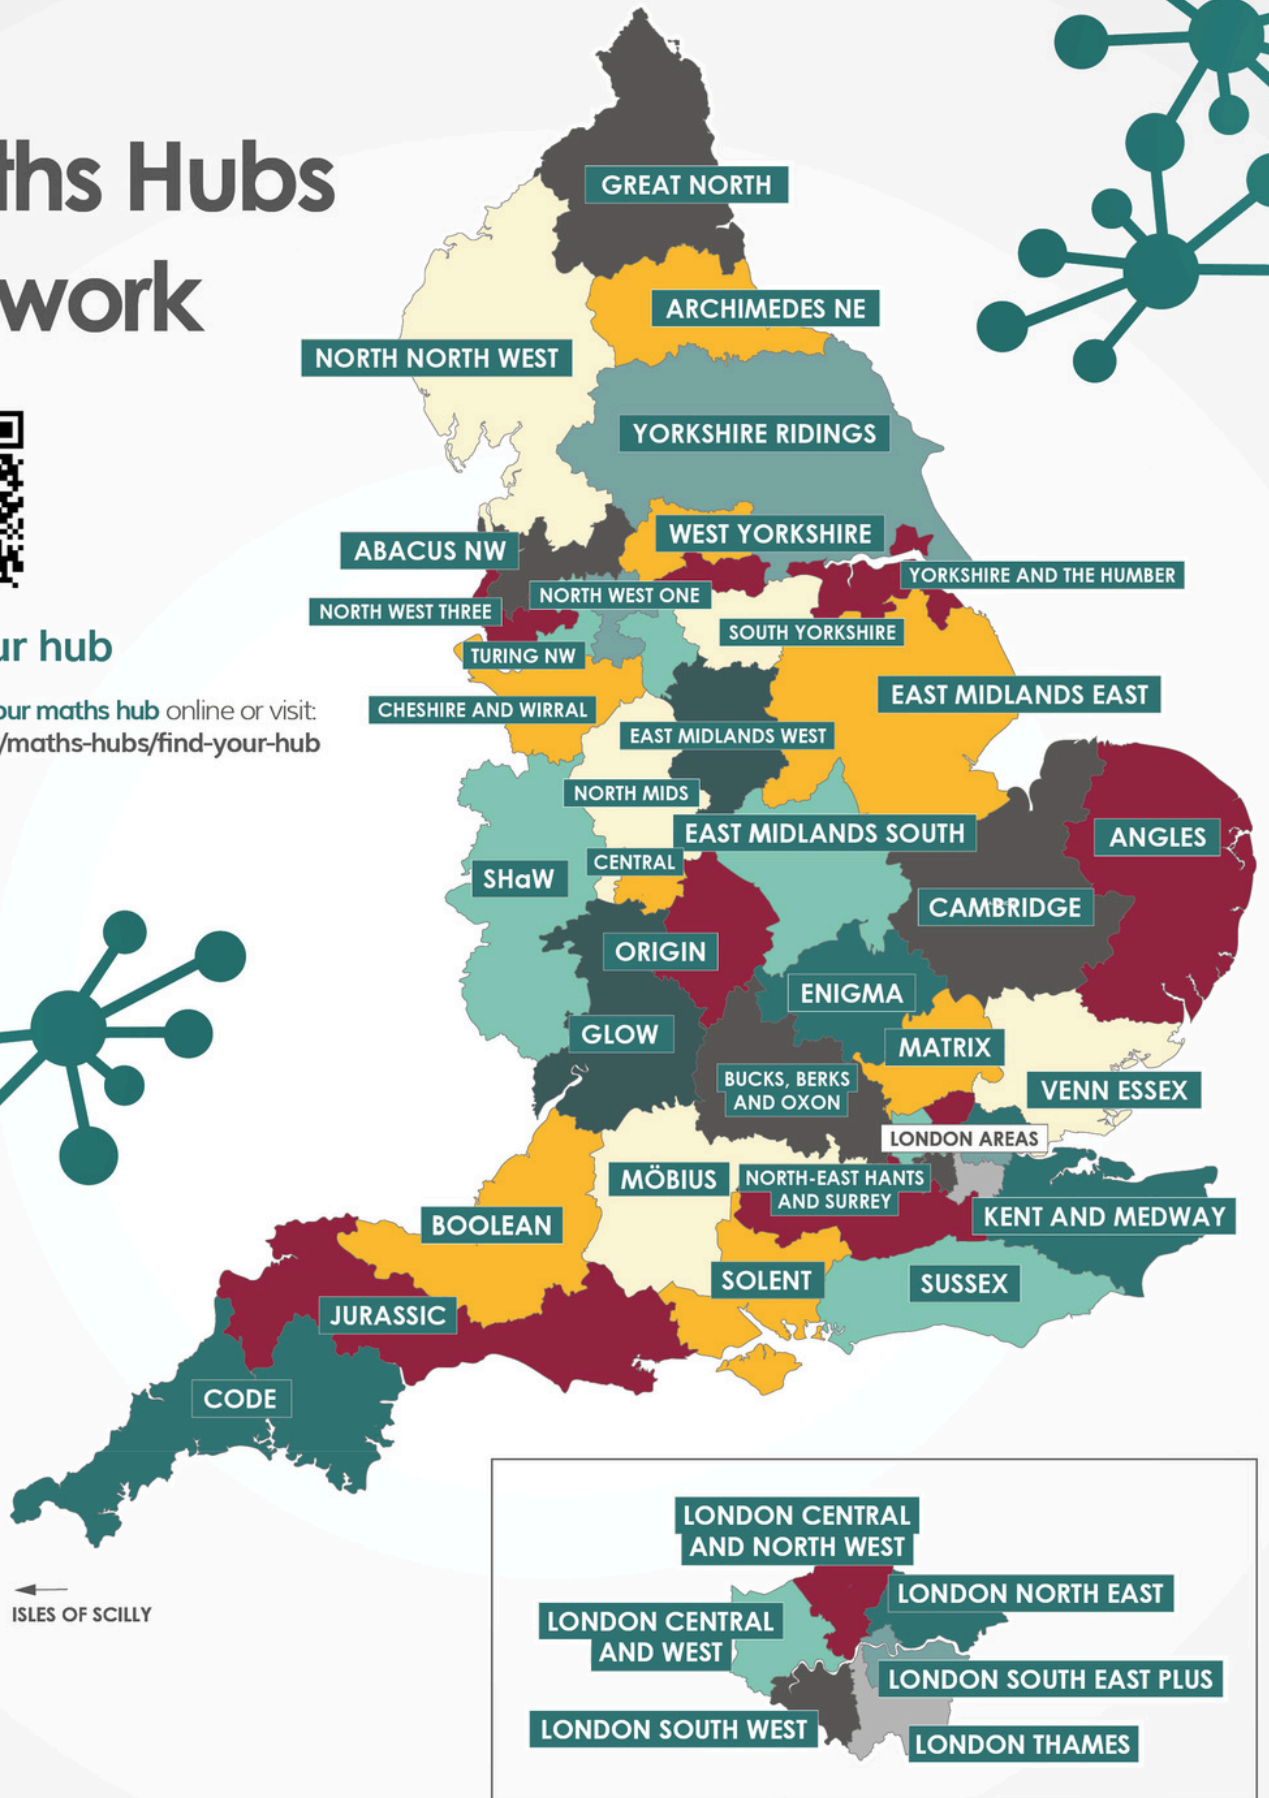 ths Hubs
work
ur hub
our maths hub online or visit:
/maths-hubs/find-your-hub
GREAT NORTH
ARCHIMEDES NE
NORTH NORTH WEST
YORKSHIRE RIDINGS
WEST YORKSHIRE
ABACUS NW
YORKSHIRE AND THE HUMBER
NORTH WEST ONE
NORTH WEST THREE
SOUTH YORKSHIRE
TURING NW
EAST MIDLANDS EAST
CHESHIRE AND WIRRAL
EAST MIDLANDS WEST
NORTH MIDS
EAST MIDLANDS SOUTH
ANGLES
CENTRAL
SHaW
CAMBRIDGE
ORIGIN
ENIGMA
GLOW
MATRIX
BUCKS, BERKS
AND OXON
VENN ESSEX
LONDON AREAS
MÖBIUS
NORTH-EAST HANTS
AND SURREY
KENT AND MEDWAY
BOOLEAN
SOLENT
SUSSEX
JURASSIC
CODE
ISLES OF SCILLY
LONDON CENTRAL
AND NORTH WEST
LONDON NORTH EAST
LONDON CENTRAL
AND WEST
LONDON SOUTH EAST PLUS
LONDON SOUTH WEST
LONDON THAMES